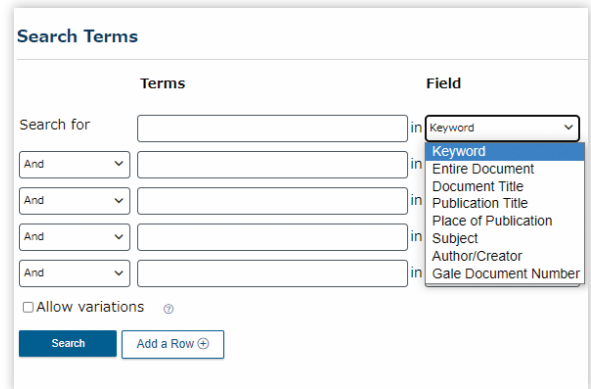 Search Terms
Terms Field
Search for in Keyword
Keyword
And in
Entire Document
Document Title
And in Publication Title
Place of Publication
And in Subject
Author/Creator
And in Gale Document Number
Allow variations ?
Search Add a Row